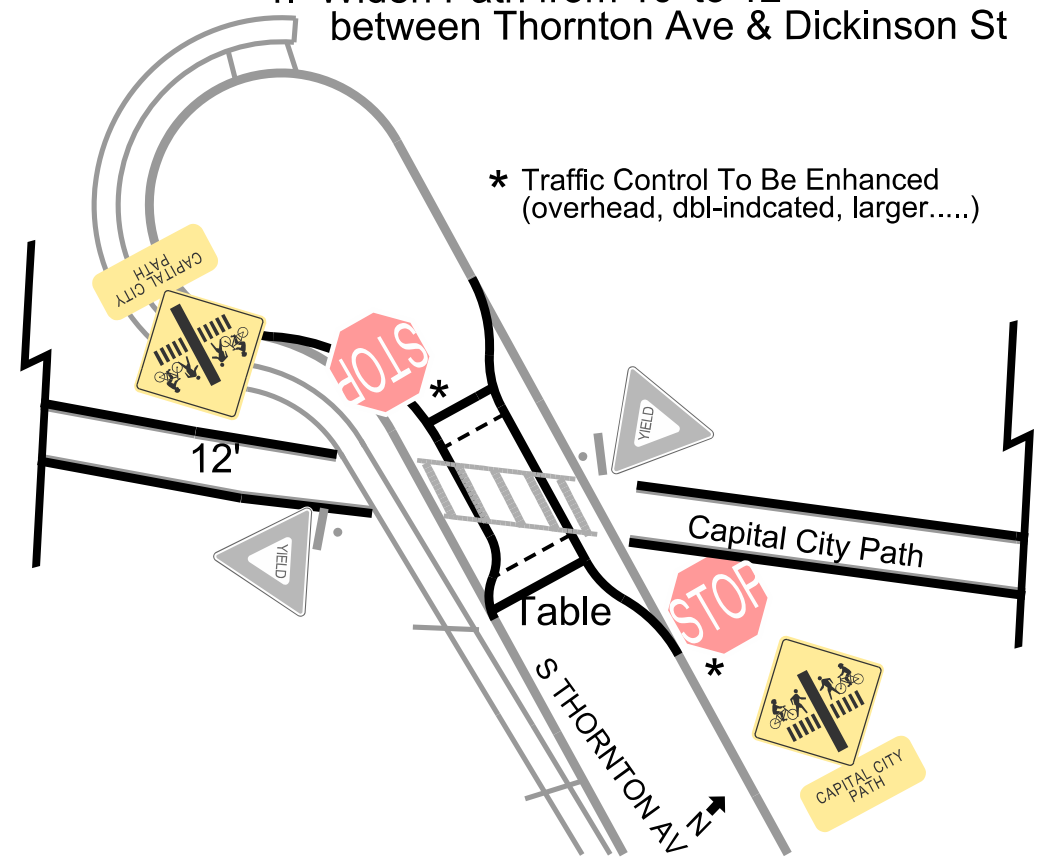 between Thornton Ave & Dickinson St
* Traffic Control To Be Enhanced
(overhead, dbl-indcated, larger.....)
CAPITAL CITY
PATH
STOP
*
YIELD
12'
Capital City Path
YIELD
STOP
Table
*
S THORNTON AV
N
CAPITAL CITY
PATH